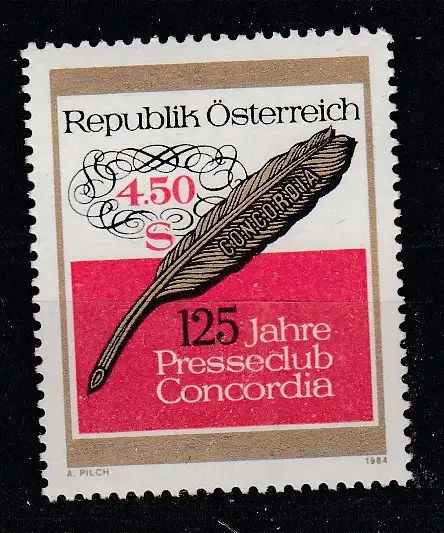 Republik Österreich
4.50
S
CONCORDIA
125 Jahre
Presseclub
Concordia
A. PILCH 1984